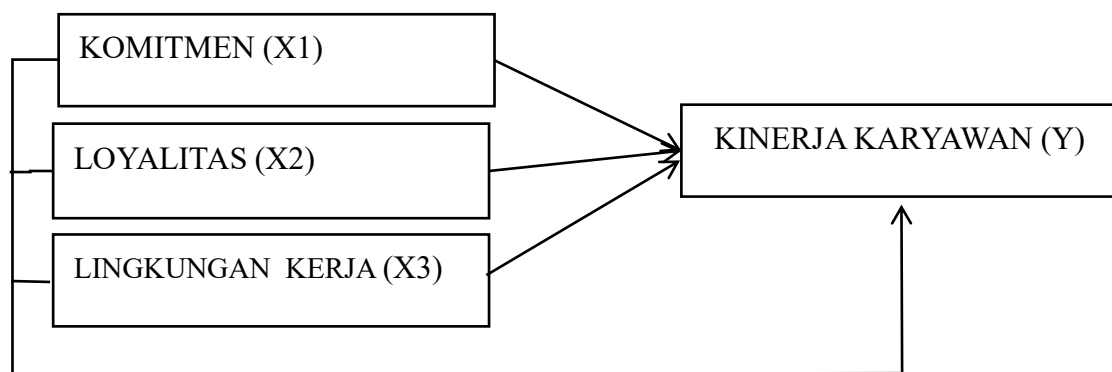 KOMITMEN (X1)
KINERJA KARYAWAN (Y)
LOYALITAS (X2)
LINGKUNGAN KERJA (X3)